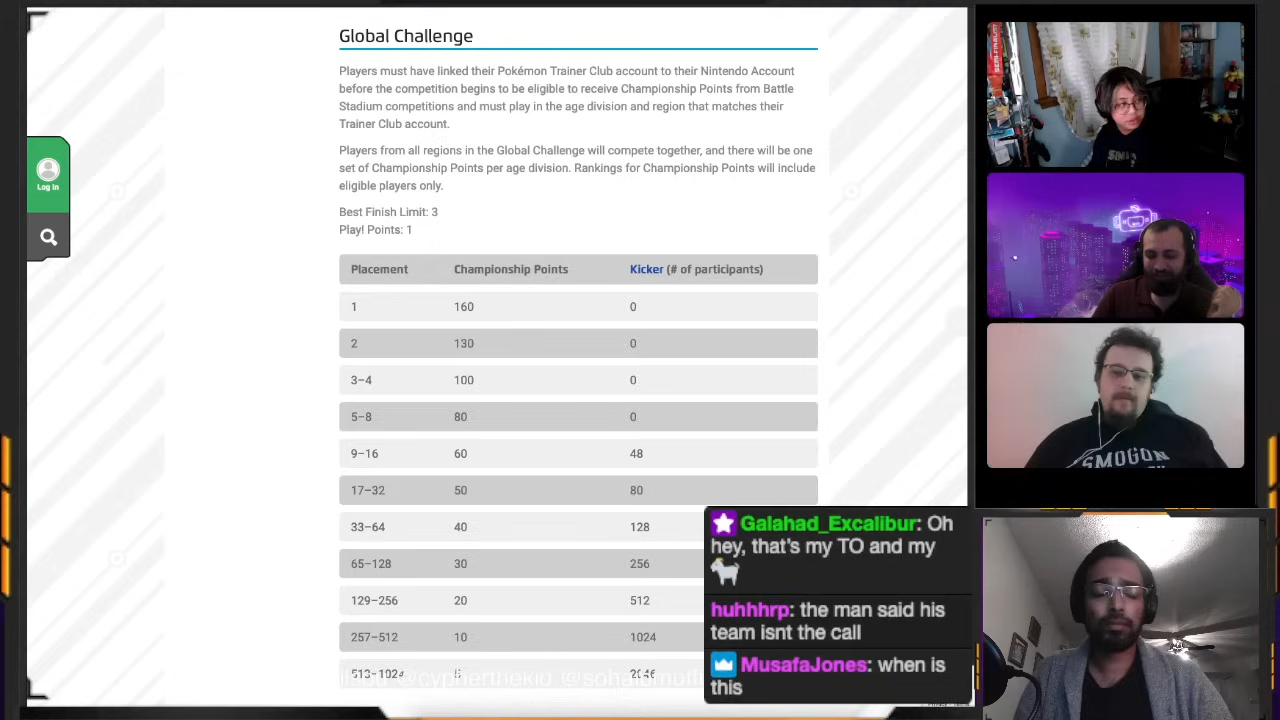 Global Challenge
Players must have linked their Pokémon Trainer Club account to their Nintendo Account
before the competition begins to be eligible to receive Championship Points from Battle
Stadium competitions and must play in the age division and region that matches their
Trainer Club account.
Players from all regions in the Global Challenge will compete together, and there will be one
set of Championship Points per age division. Rankings for Championship Points will include
eligible players only.
Best Finish Limit: 3
Play! Points: 1
Log In
Placement Championship Points Kicker (# of participants)
1 160 0
2 130 0
3–4 100 0
5–8 80 0
9–16 60 48
17–32 50 80
33–64 40 128
65–128 30 256
129–256 20 512
257–512 10 1024
513–1024
@cypherthekid
SMOGON
Galahad_Excalibur: Oh
hey, that's my TO and my
huhhhrp: the man said his
team isnt the call
MusafaJones: when is
this